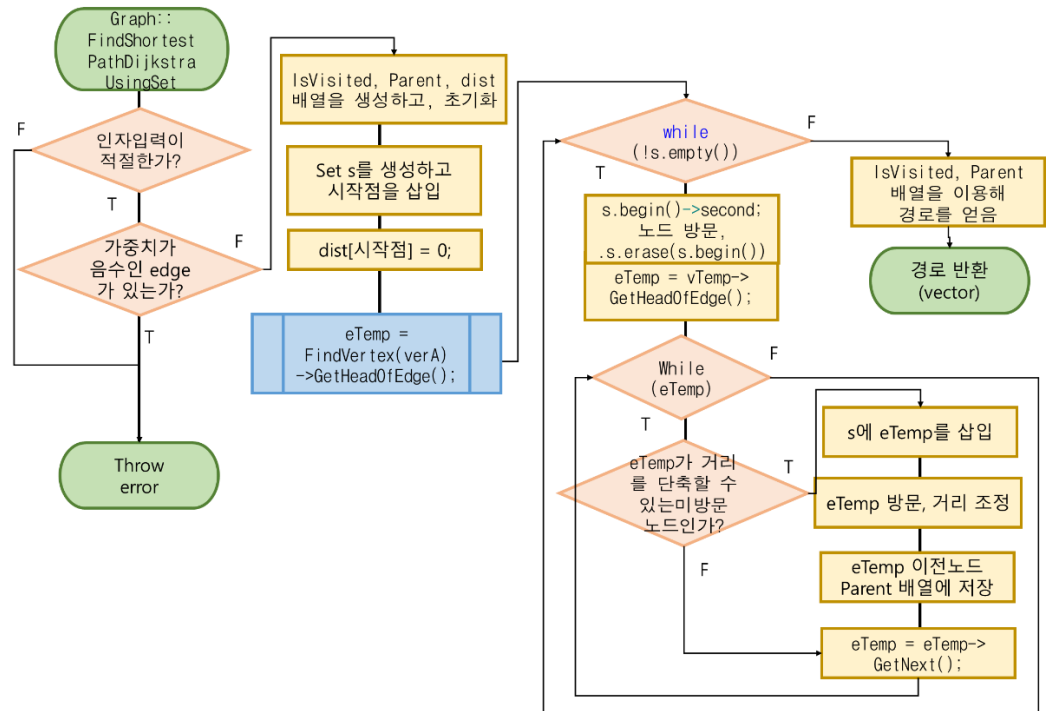 Graph::
FindShortest
PathDijkstra
UsingSet
F
인자입력이
적절한가?
T
가중치가
음수인 edge
가 있는가?
F
T
Throw
error
IsVisited, Parent, dist
배열을 생성하고, 초기화
Set s를 생성하고
시작점을 삽입
dist[시작점] = 0;
eTemp =
FindVertex(verA)
->GetHeadOfEdge();
while
(!s.empty())
F
T
s.begin()->second;
노드 방문,
.s.erase(s.begin())
eTemp = vTemp->
GetHeadOfEdge();
While
(eTemp)
F
T
eTemp가 거리
를 단축할 수
있는미방문
노드인가?
T
F
IsVisited, Parent
배열을 이용해
경로를 얻음
경로 반환
(vector)
s에 eTemp를 삽입
eTemp 방문, 거리 조정
eTemp 이전노드
Parent 배열에 저장
eTemp = eTemp->
GetNext();